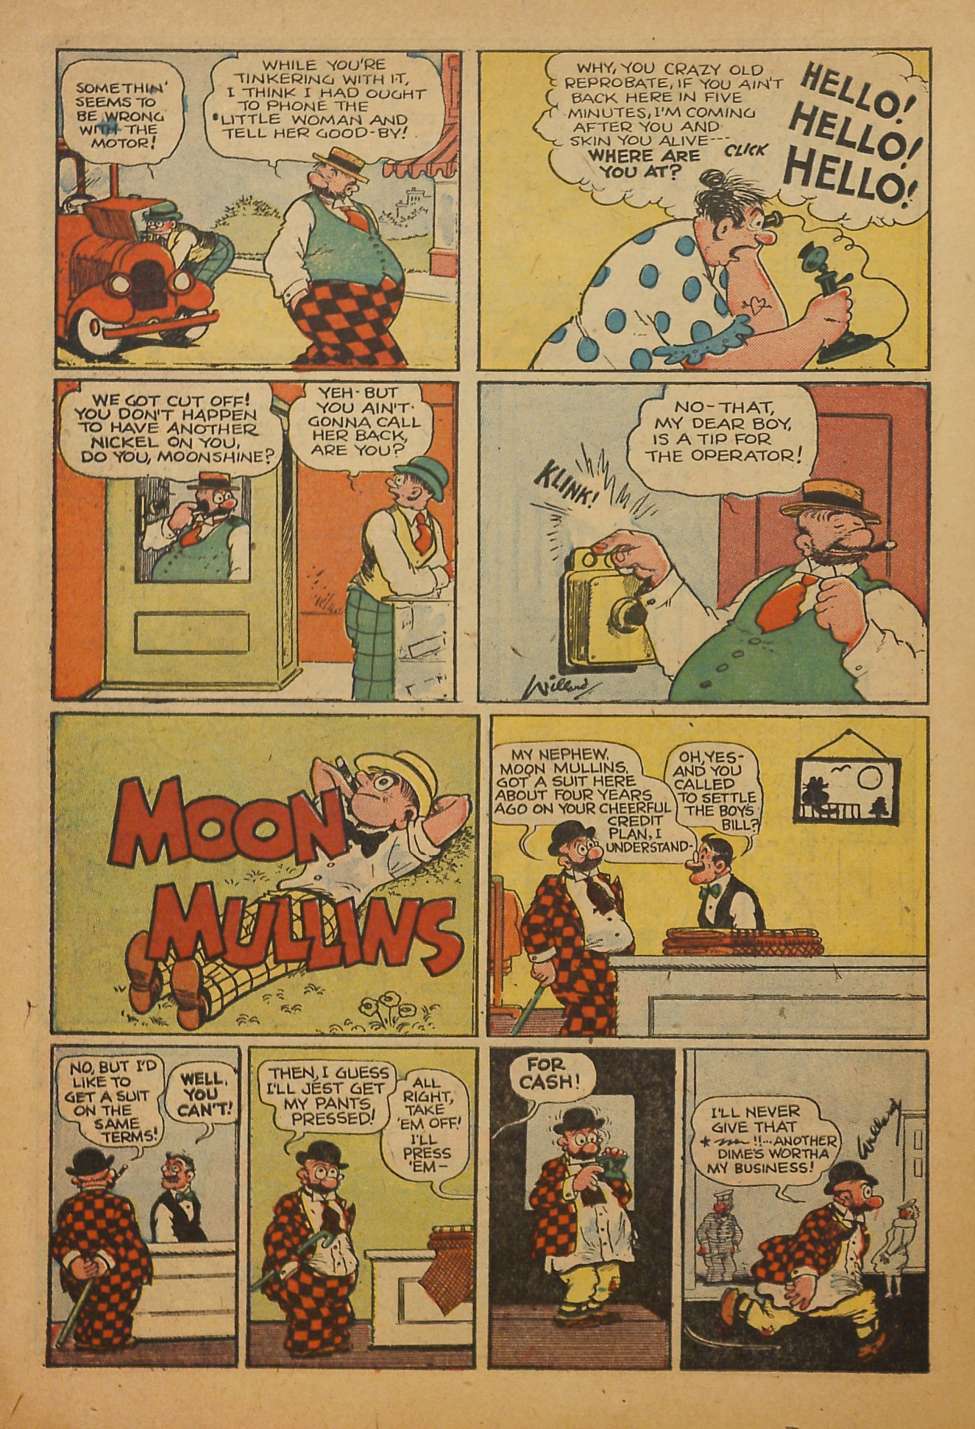 SOMETHIN'
SEEMS TO
BE WRONG
WITH THE
MOTOR!
WHILE YOU'RE
TINKERING WITH IT,
I THINK I HAD OUGHT
TO PHONE THE
LITTLE WOMAN AND
TELL HER GOOD-BY!
WHY, YOU CRAZY OLD
REPROBATE, IF YOU AIN'T
BACK HERE IN FIVE
MINUTES, I'M COMING
AFTER YOU AND
SKIN YOU ALIVE---
WHERE ARE
YOU AT?
CLICK
HELLO!
HELLO!
HELLO!
WE GOT CUT OFF!
YOU DON'T HAPPEN
TO HAVE ANOTHER
NICKEL ON YOU,
DO YOU, MOONSHINE?
YEH- BUT
YOU AIN'T
GONNA CALL
HER BACK,
ARE YOU?
KLINK!
NO-THAT,
MY DEAR BOY,
IS A TIP FOR
THE OPERATOR!
Willard
MOON
MULLINS
MY NEPHEW,
MOON MULLINS,
GOT A SUIT HERE
ABOUT FOUR YEARS
AGO ON YOUR CHEERFUL
CREDIT
PLAN, I
UNDERSTAND-
OH, YES-
AND YOU
CALLED
TO SETTLE
THE BOY'S
BILL?
NO, BUT I'D
LIKE TO
GET A SUIT
ON THE
SAME
TERMS!
WELL,
YOU
CAN'T!
THEN, I GUESS
I'LL JEST GET
MY PANTS
PRESSED!
ALL
RIGHT,
TAKE
'EM OFF!
I'LL
PRESS
'EM-
FOR
CASH!
I'LL NEVER
GIVE THAT
!!--ANOTHER
DIME'S WORTHA
MY BUSINESS!
Willard